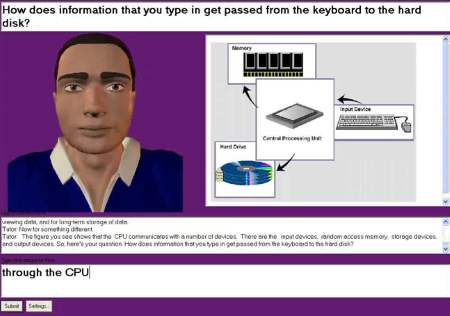 How does information that you type in get passed from the keyboard to the hard
disk?
Memory
Input Device
Central Processing Unit
Hard Drive
viewing data, and for long-term storage of data.
Tutor: Now for something different.
Tutor: The figure you see shows that the CPU communicates with a number of devices. There are the input devices, random access memory, storage devices,
and output devices. So, here's your question. How does information that you type in get passed from the keyboard to the hard disk?
Type your response here:
through the CPU
Submit
Settings...